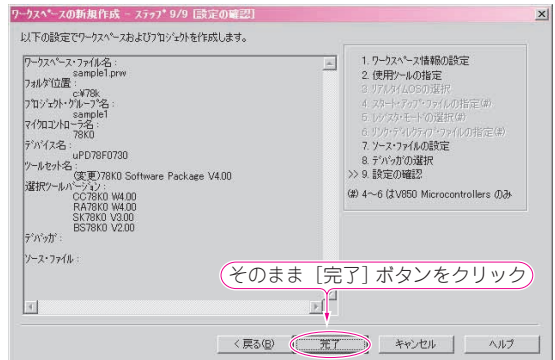 ワークスペースの新規作成 - ステップ 9/9 [設定の確認]
以下の設定でワークスペースおよびプロジェクトを作成します。
ワークスペース・ファイル名 :
sample1.prw
フォルダ位置 :
c:¥78k
プロジェクト・グループ名 :
sample1
マイクロコントローラ名 :
78K0
デバイス名 :
uPD78F0730
ツールセット名 :
(変更)78K0 Software Package V4.00
選択ツールバージョン :
CC78K0 W4.00
RA78K0 W4.00
SK78K0 V3.00
BS78K0 V2.00
デバッガ :
ソース・ファイル :
1. ワークスペース情報の設定
2. 使用ツールの指定
3. リアルタイムOSの選択
4. スタート・アップ・ファイルの指定(#)
5. レジスタ・モードの選択(#)
6. リンク・ディレクティブ・ファイルの指定(#)
7. ソース・ファイルの設定
8. デバッガの選択
>> 9. 設定の確認
(#) 4~6 はV850 Microcontrollers のみ
そのまま [完了] ボタンをクリック
< 戻る(B)
完了
キャンセル
ヘルプ